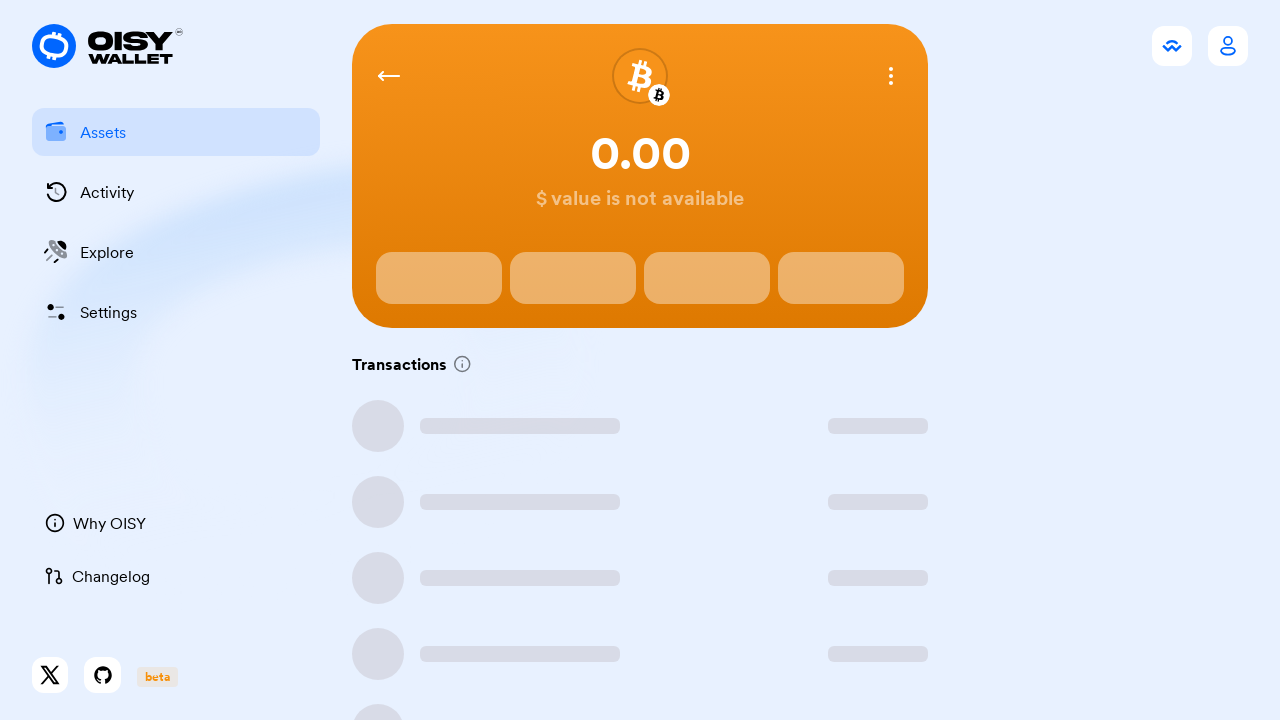 OISY
WALLET
Assets
Activity
Explore
Settings
Why OISY
Changelog
beta
0.00
$ value is not available
Transactions